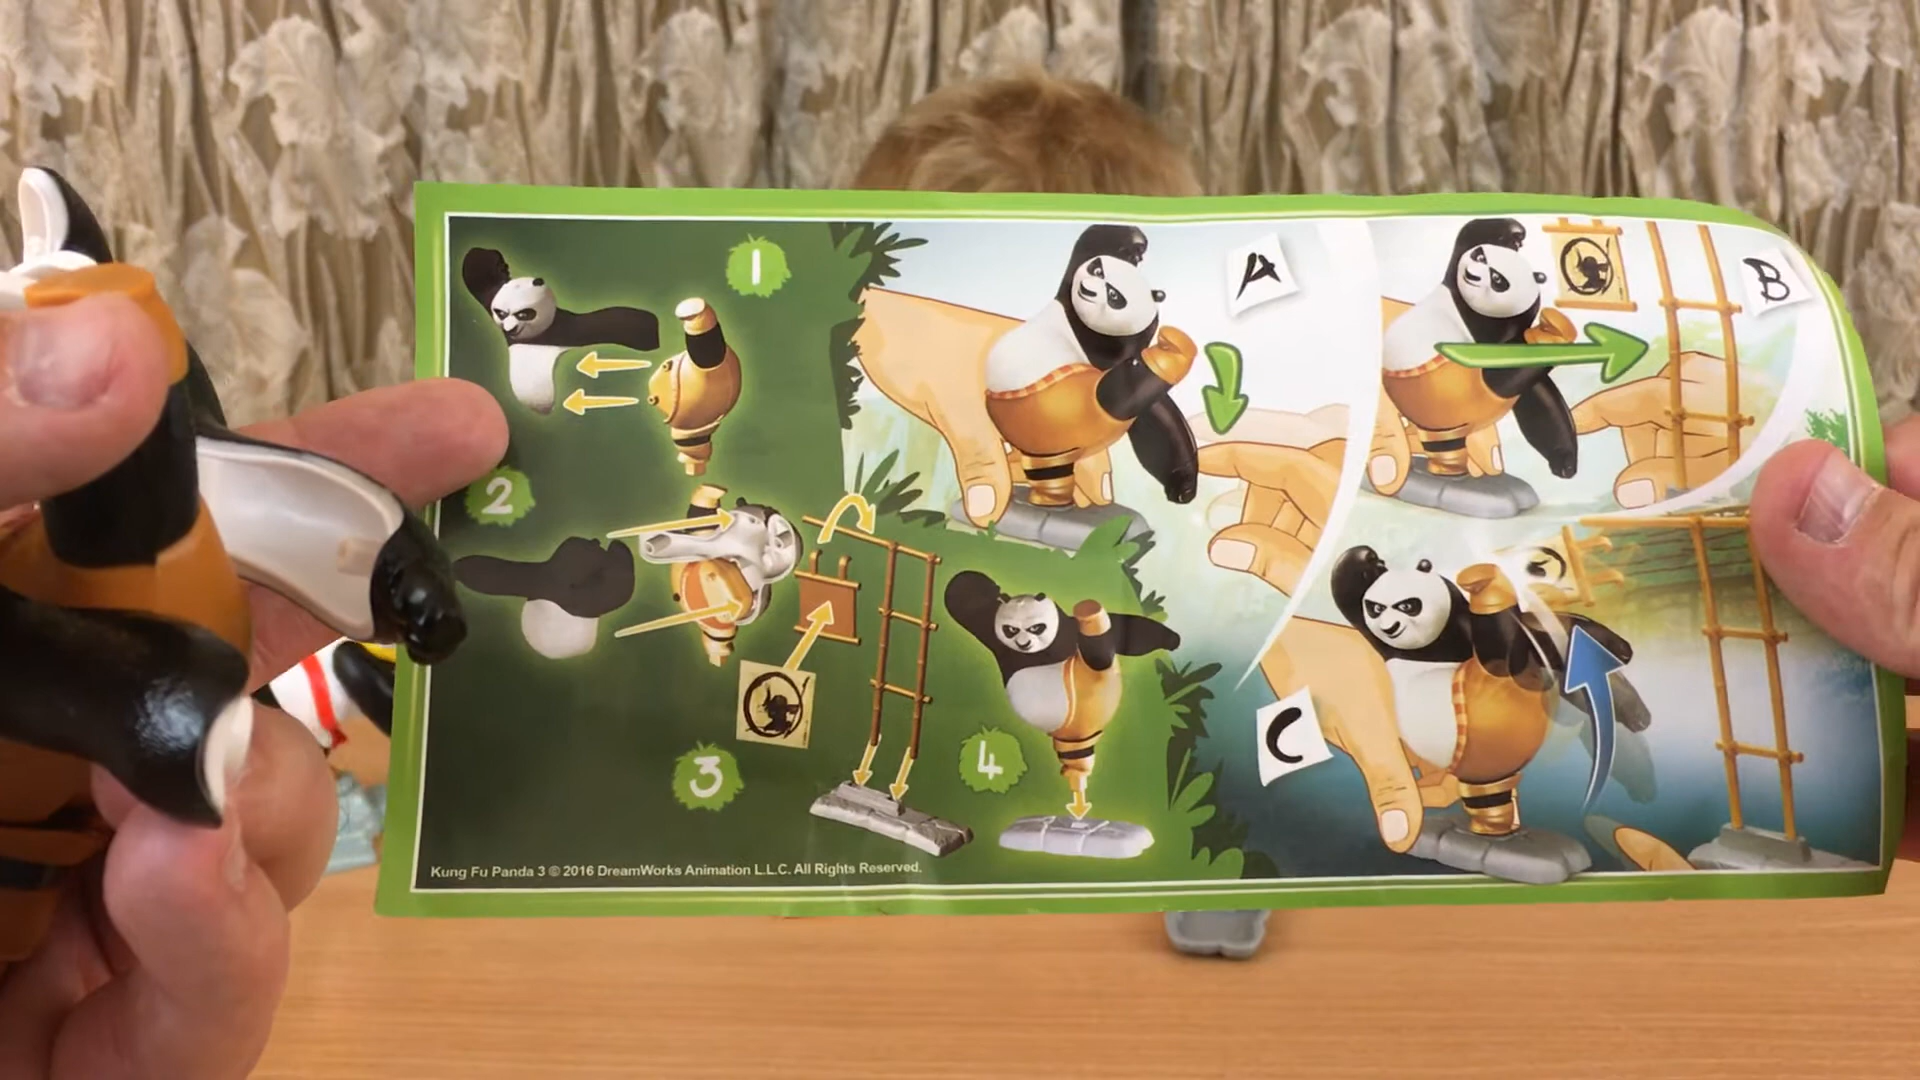 1
A
B
2
3
4
C
Kung Fu Panda 3 © 2016 DreamWorks Animation L.L.C. All Rights Reserved.